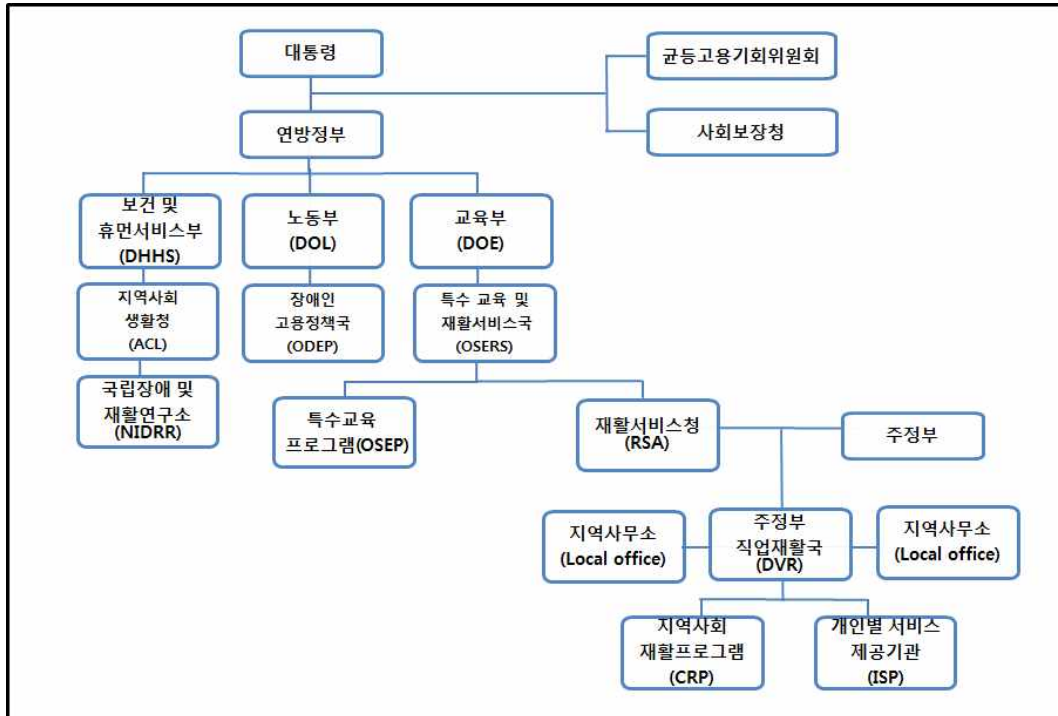 대통령
균등고용기회위원회
연방정부
사회보장청
보건 및
휴먼서비스부
(DHHS)
노동부
(DOL)
교육부
(DOE)
지역사회
생활청
(ACL)
장애인
고용정책국
(ODEP)
특수 교육 및
재활서비스국
(OSERS)
국립장애 및
재활연구소
(NIDRR)
특수교육
프로그램(OSEP)
재활서비스청
(RSA)
주정부
지역사무소
(Local office)
주정부
직업재활국
(DVR)
지역사무소
(Local office)
지역사회
재활프로그램
(CRP)
개인별 서비스
제공기관
(ISP)